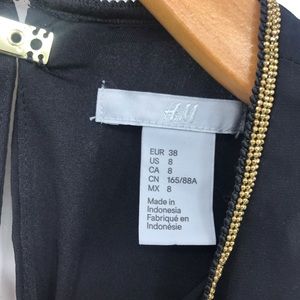 H&M
EUR 38
US 8
CA 8
CN 165/88A
MX 8
Made in
Indonesia
Fabriqué en
Indonésie